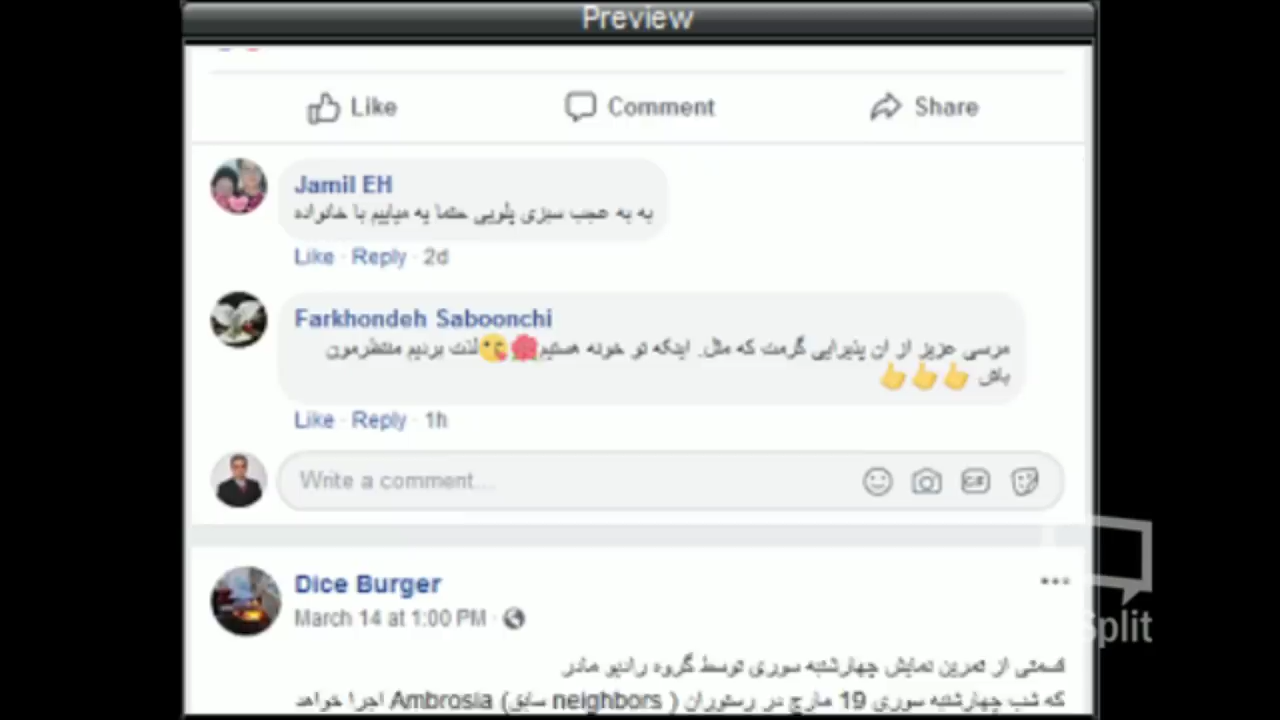 Preview
Like Comment Share
Jamil EH
به به عجب سبزی پلویی حتما یه میاییم با خانواده
Like · Reply · 2d
Farkhondeh Saboonchi
مرسی عزیز از ان پذیرایی گرمت که مثل. اینکه تو خونه هستیم🌹😋لذت بردیم منتظرمون
باش 👆👆👆
Like · Reply · 1h
Write a comment...
GIF
Dice Burger
March 14 at 1:00 PM ·
Split
قسمتی از تمرین نمایش چهارشنبه سوری توسط گروه رادیو مادر
که شب چهارشنبه سوری 19 مارچ در رستوران ( neighbors سابق) Ambrosia اجرا خواهد